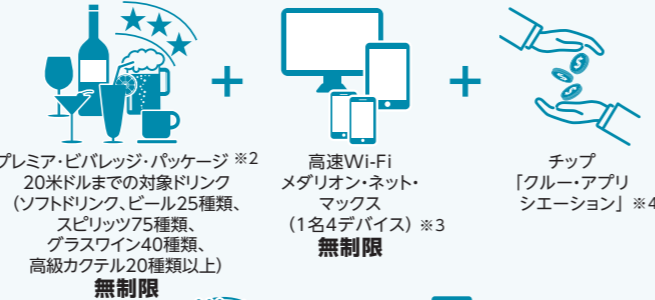 プレミア・ビバレッジ・パッケージ ※2
20米ドルまでの対象ドリンク
(ソフトドリンク、ビール25種類、
スピリッツ75種類、
グラスワイン40種類、
高級カクテル20種類以上)
無制限
+
高速Wi-Fi
メダリオン・ネット・
マックス
(1名4デバイス) ※3
無制限
+
チップ
「クルー・アプリ
シエーション」 ※4